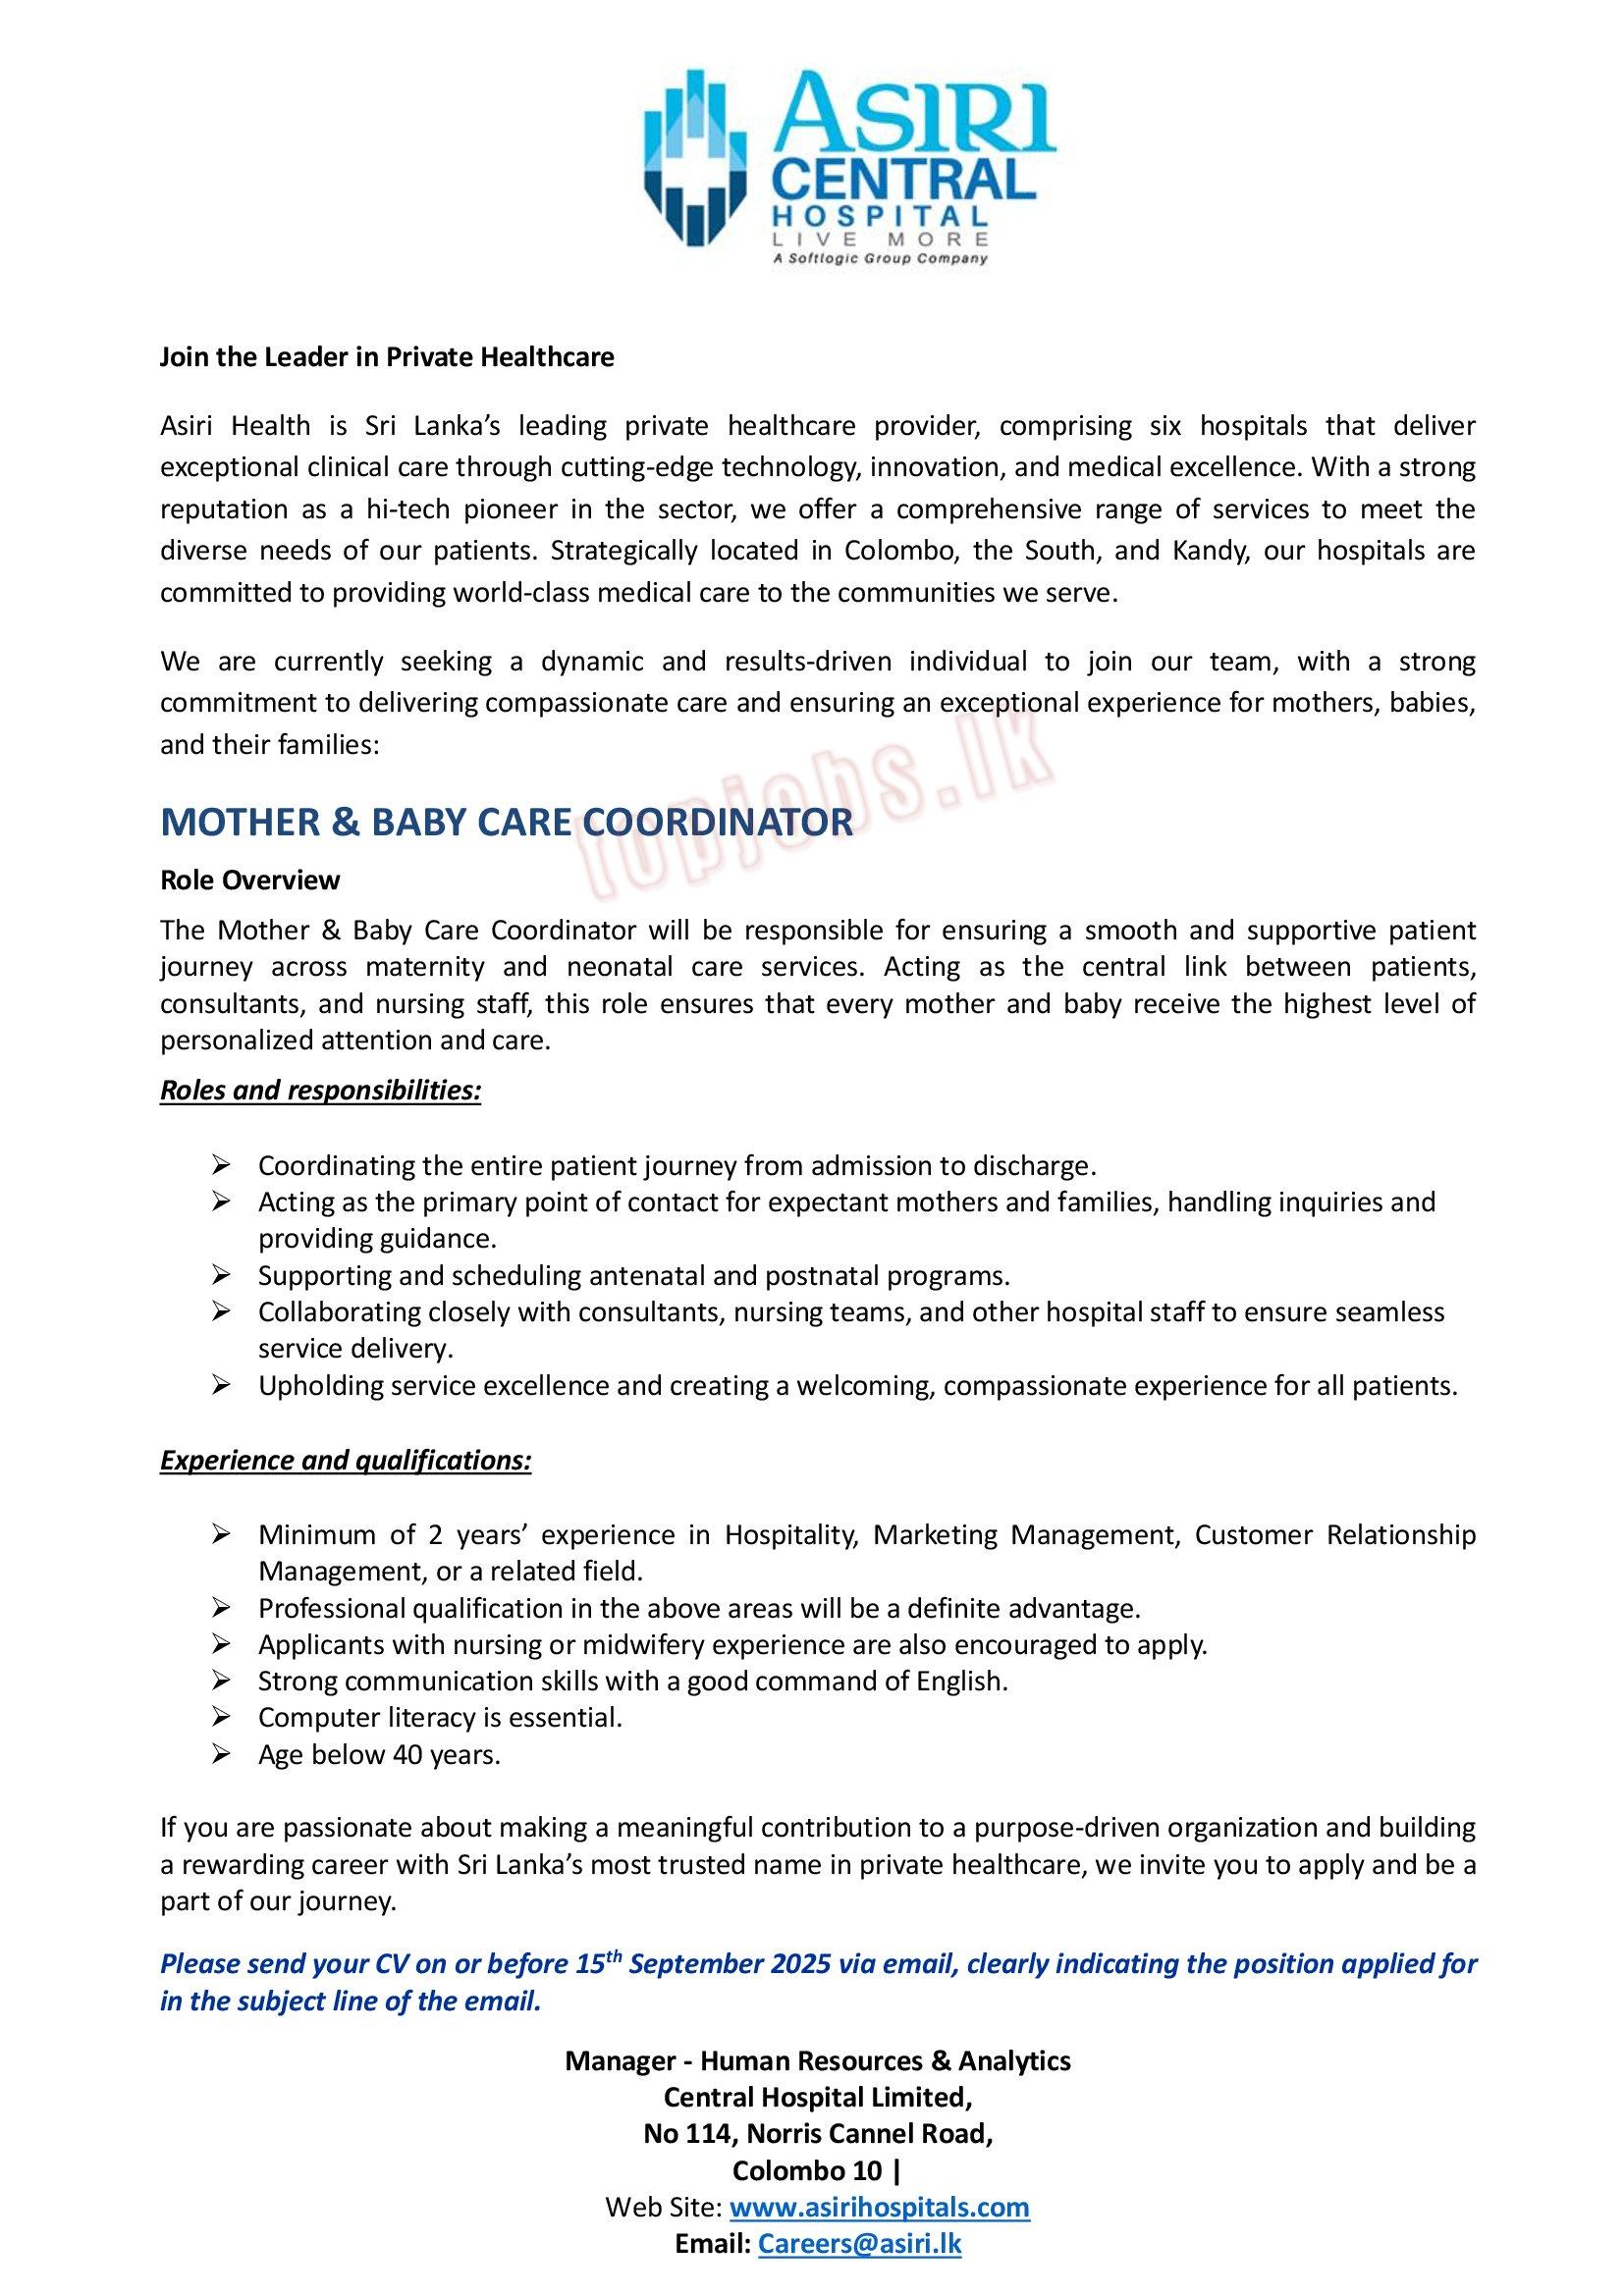 ASIRI
CENTRAL
HOSPITAL
LIVE MORE
A Softlogic Group Company
Join the Leader in Private Healthcare
Asiri Health is Sri Lanka’s leading private healthcare provider, comprising six hospitals that deliver
exceptional clinical care through cutting-edge technology, innovation, and medical excellence. With a strong
reputation as a hi-tech pioneer in the sector, we offer a comprehensive range of services to meet the
diverse needs of our patients. Strategically located in Colombo, the South, and Kandy, our hospitals are
committed to providing world-class medical care to the communities we serve.
We are currently seeking a dynamic and results-driven individual to join our team, with a strong
commitment to delivering compassionate care and ensuring an exceptional experience for mothers, babies,
and their families:
topjobs.lk
MOTHER & BABY CARE COORDINATOR
Role Overview
The Mother & Baby Care Coordinator will be responsible for ensuring a smooth and supportive patient
journey across maternity and neonatal care services. Acting as the central link between patients,
consultants, and nursing staff, this role ensures that every mother and baby receive the highest level of
personalized attention and care.
Roles and responsibilities:
➢ Coordinating the entire patient journey from admission to discharge.
➢ Acting as the primary point of contact for expectant mothers and families, handling inquiries and
providing guidance.
➢ Supporting and scheduling antenatal and postnatal programs.
➢ Collaborating closely with consultants, nursing teams, and other hospital staff to ensure seamless
service delivery.
➢ Upholding service excellence and creating a welcoming, compassionate experience for all patients.
Experience and qualifications:
➢ Minimum of 2 years’ experience in Hospitality, Marketing Management, Customer Relationship
Management, or a related field.
➢ Professional qualification in the above areas will be a definite advantage.
➢ Applicants with nursing or midwifery experience are also encouraged to apply.
➢ Strong communication skills with a good command of English.
➢ Computer literacy is essential.
➢ Age below 40 years.
If you are passionate about making a meaningful contribution to a purpose-driven organization and building
a rewarding career with Sri Lanka’s most trusted name in private healthcare, we invite you to apply and be a
part of our journey.
Please send your CV on or before 15th September 2025 via email, clearly indicating the position applied for
in the subject line of the email.
Manager - Human Resources & Analytics
Central Hospital Limited,
No 114, Norris Cannel Road,
Colombo 10 |
Web Site: www.asirihospitals.com
Email: Careers@asiri.lk